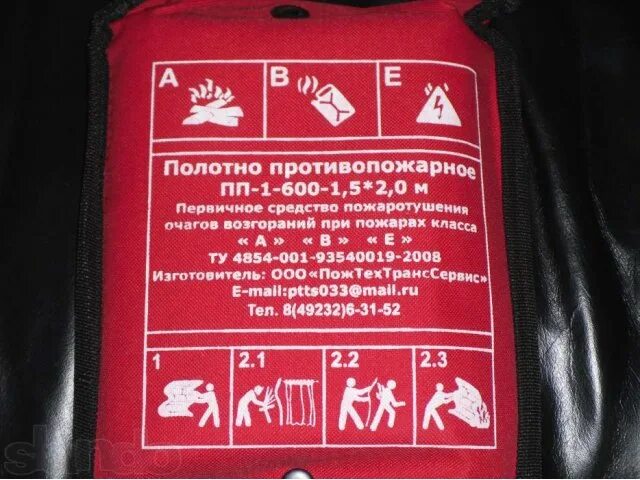 A B E
Полотно противопожарное
ПП-1-600-1,5*2,0 м
Первичное средство пожаротушения
очагов возгораний при пожарах класса
«А» «В» «Е»
ТУ 4854-001-93540019-2008
Изготовитель: ООО«ПожТехТрансСервис»
E-mail:ptts033@mail.ru
Тел. 8(49232)6-31-52
1 2.1 2.2 2.3
skindo